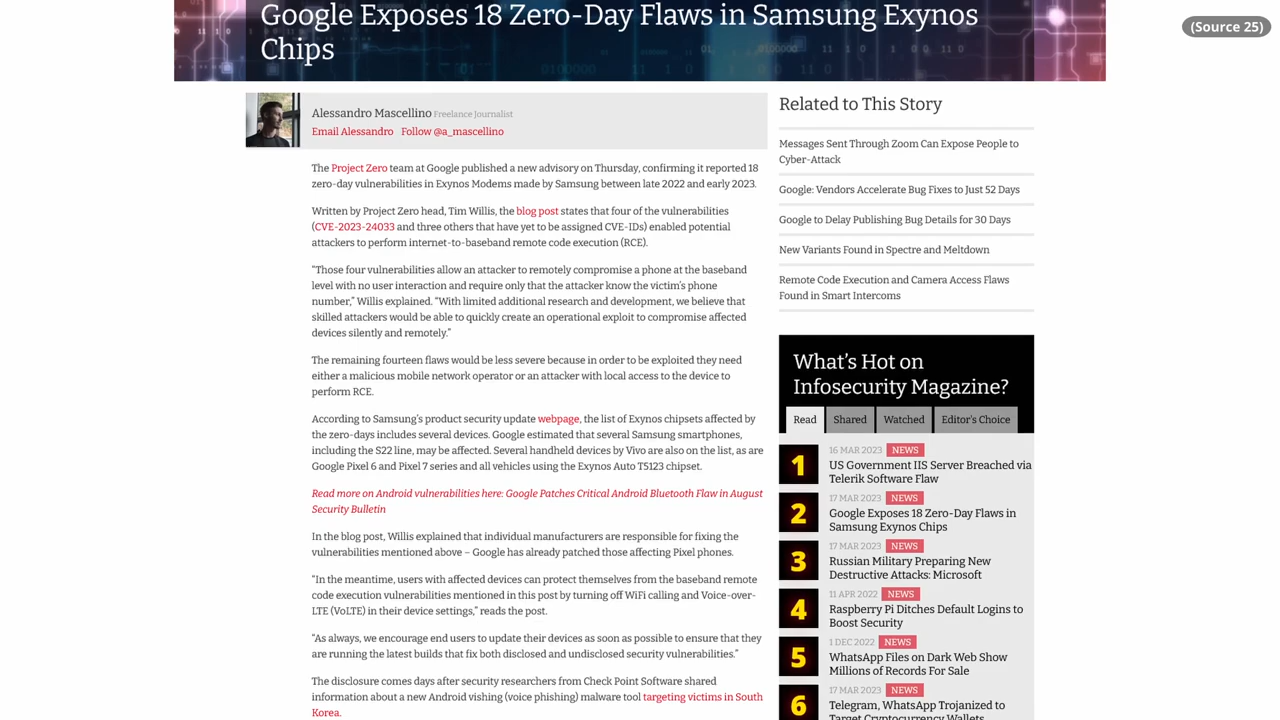 Google Exposes 18 Zero-Day Flaws in Samsung Exynos
Chips
(Source 25)
Alessandro Mascellino Freelance Journalist
Email Alessandro Follow @a_mascellino
The Project Zero team at Google published a new advisory on Thursday, confirming it reported 18
zero-day vulnerabilities in Exynos Modems made by Samsung between late 2022 and early 2023.
Written by Project Zero head, Tim Willis, the blog post states that four of the vulnerabilities
(CVE-2023-24033 and three others that have yet to be assigned CVE-IDs) enabled potential
attackers to perform internet-to-baseband remote code execution (RCE).
“Those four vulnerabilities allow an attacker to remotely compromise a phone at the baseband
level with no user interaction and require only that the attacker know the victim’s phone
number,” Willis explained. “With limited additional research and development, we believe that
skilled attackers would be able to quickly create an operational exploit to compromise affected
devices silently and remotely.”
The remaining fourteen flaws would be less severe because in order to be exploited they need
either a malicious mobile network operator or an attacker with local access to the device to
perform RCE.
According to Samsung’s product security update webpage, the list of Exynos chipsets affected by
the zero-days includes several devices. Google estimated that several Samsung smartphones,
including the S22 line, may be affected. Several handheld devices by Vivo are also on the list, as are
Google Pixel 6 and Pixel 7 series and all vehicles using the Exynos Auto T5123 chipset.
Read more on Android vulnerabilities here: Google Patches Critical Android Bluetooth Flaw in August
Security Bulletin
In the blog post, Willis explained that individual manufacturers are responsible for fixing the
vulnerabilities mentioned above – Google has already patched those affecting Pixel phones.
“In the meantime, users with affected devices can protect themselves from the baseband remote
code execution vulnerabilities mentioned in this post by turning off WiFi calling and Voice-over-
LTE (VoLTE) in their device settings,” reads the post.
“As always, we encourage end users to update their devices as soon as possible to ensure that they
are running the latest builds that fix both disclosed and undisclosed security vulnerabilities.”
The disclosure comes days after security researchers from Check Point Software shared
information about a new Android vishing (voice phishing) malware tool targeting victims in South
Korea.
Related to This Story
Messages Sent Through Zoom Can Expose People to
Cyber-Attack
Google: Vendors Accelerate Bug Fixes to Just 52 Days
Google to Delay Publishing Bug Details for 30 Days
New Variants Found in Spectre and Meltdown
Remote Code Execution and Camera Access Flaws
Found in Smart Intercoms
What’s Hot on
Infosecurity Magazine?
Read Shared Watched Editor’s Choice
1 16 MAR 2023 NEWS
US Government IIS Server Breached via
Telerik Software Flaw
2 17 MAR 2023 NEWS
Google Exposes 18 Zero-Day Flaws in
Samsung Exynos Chips
3 17 MAR 2023 NEWS
Russian Military Preparing New
Destructive Attacks: Microsoft
4 11 APR 2022 NEWS
Raspberry Pi Ditches Default Logins to
Boost Security
5 1 DEC 2022 NEWS
WhatsApp Files on Dark Web Show
Millions of Records For Sale
6 17 MAR 2023 NEWS
Telegram, WhatsApp Trojanized to
Target Cryptocurrency Wallets